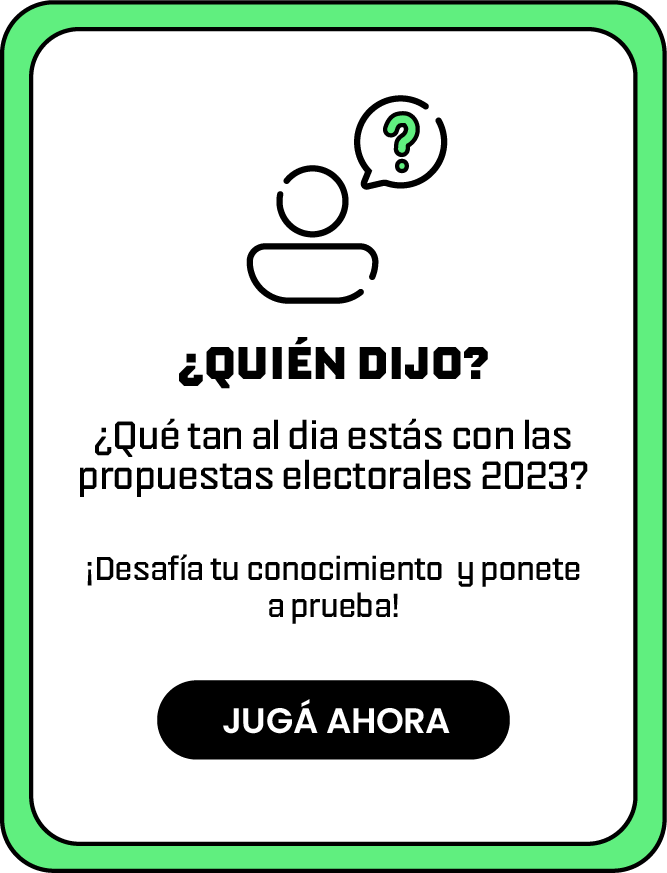 ?
¿QUIÉN DIJO?
¿Qué tan al dia estás con las
propuestas electorales 2023?
¡Desafía tu conocimiento y ponete
a prueba!
JUGÁ AHORA